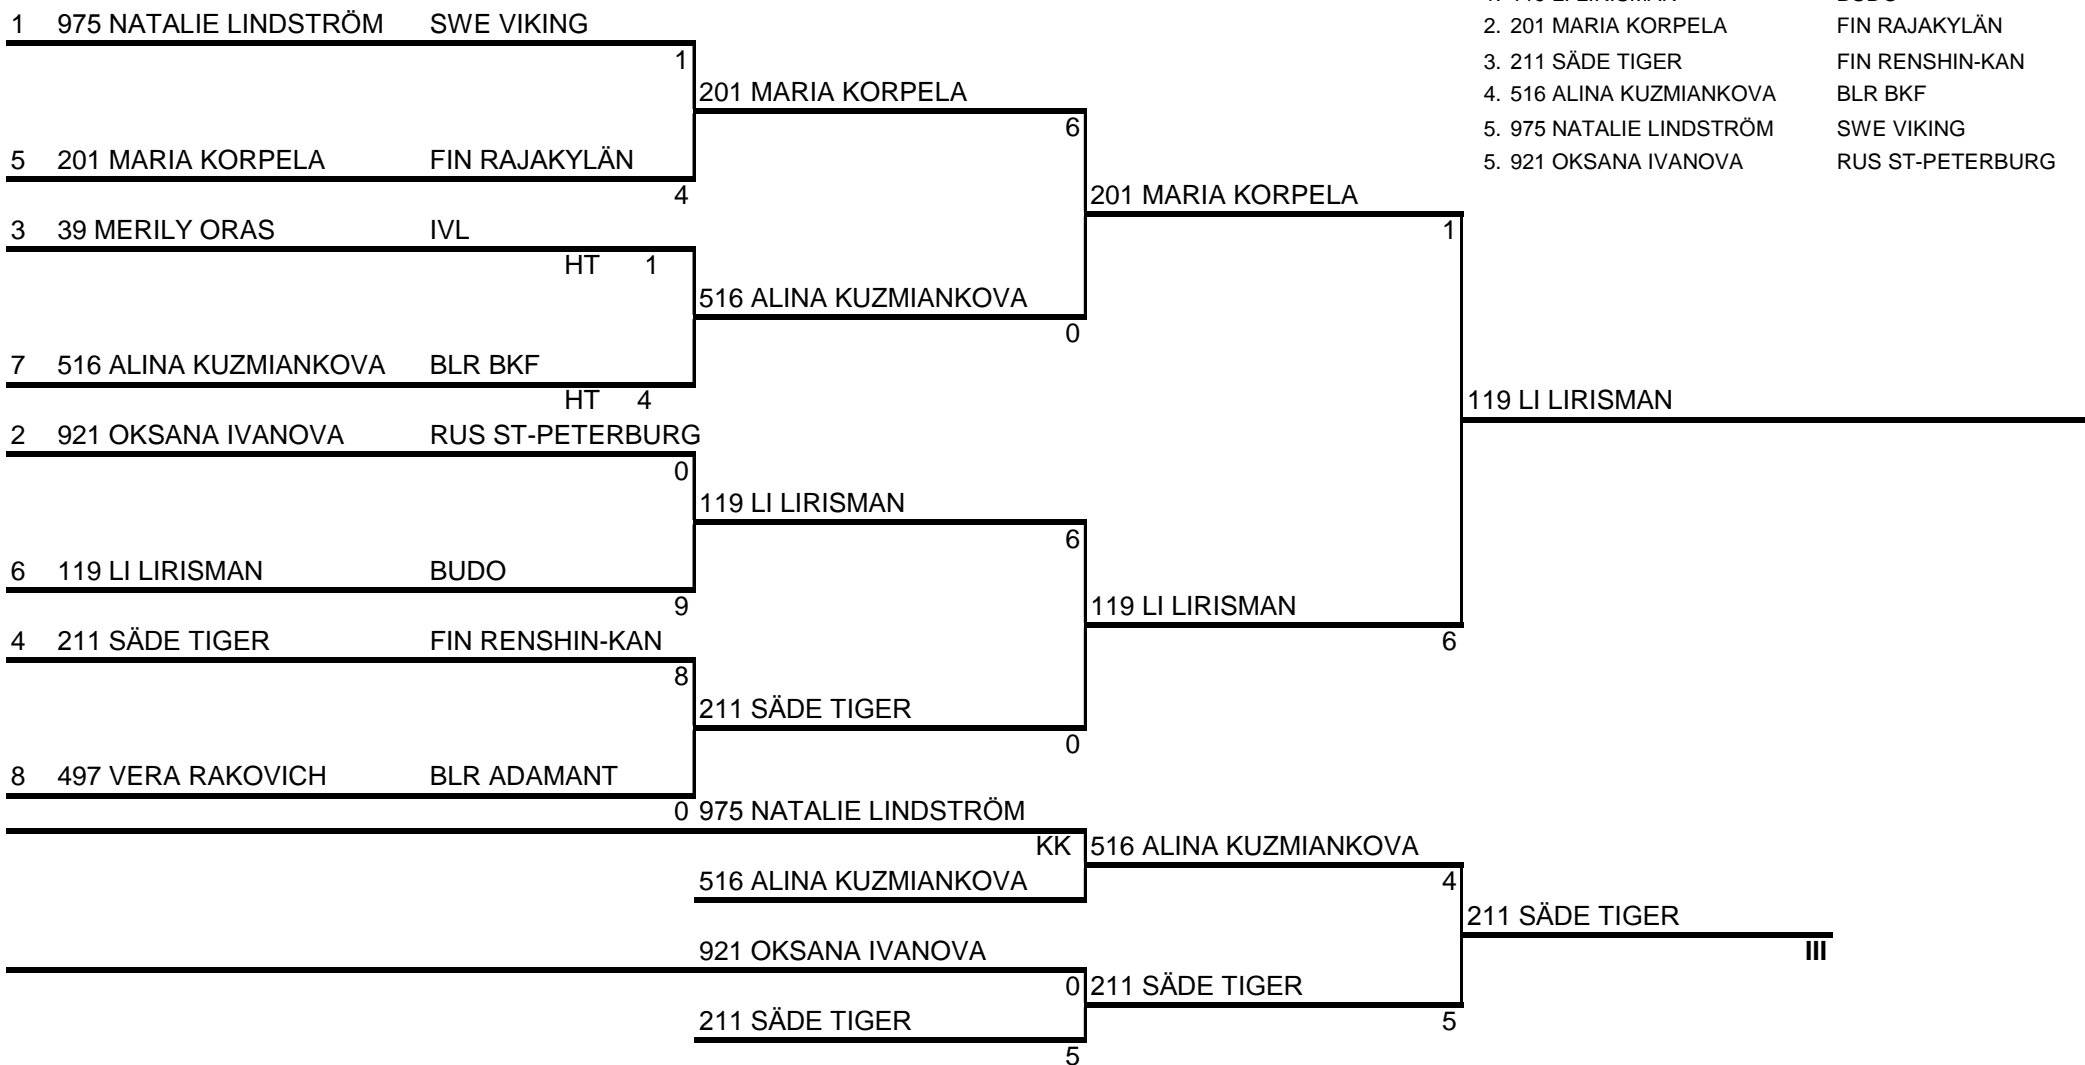 1 975 NATALIE LINDSTRÖM SWE VIKING
2. 201 MARIA KORPELA FIN RAJAKYLÄN
3. 211 SÄDE TIGER FIN RENSHIN-KAN
4. 516 ALINA KUZMIANKOVA BLR BKF
5. 975 NATALIE LINDSTRÖM SWE VIKING
5. 921 OKSANA IVANOVA RUS ST-PETERBURG
1
201 MARIA KORPELA
6
5 201 MARIA KORPELA FIN RAJAKYLÄN
4
201 MARIA KORPELA
1
3 39 MERILY ORAS IVL
HT 1
516 ALINA KUZMIANKOVA
0
7 516 ALINA KUZMIANKOVA BLR BKF
HT 4
119 LI LIRISMAN
2 921 OKSANA IVANOVA RUS ST-PETERBURG
0
119 LI LIRISMAN
6
6 119 LI LIRISMAN BUDO
9
119 LI LIRISMAN
6
4 211 SÄDE TIGER FIN RENSHIN-KAN
8
211 SÄDE TIGER
0
8 497 VERA RAKOVICH BLR ADAMANT
0 975 NATALIE LINDSTRÖM
KK 516 ALINA KUZMIANKOVA
516 ALINA KUZMIANKOVA
4
211 SÄDE TIGER
III
921 OKSANA IVANOVA
0 211 SÄDE TIGER
211 SÄDE TIGER
5
5